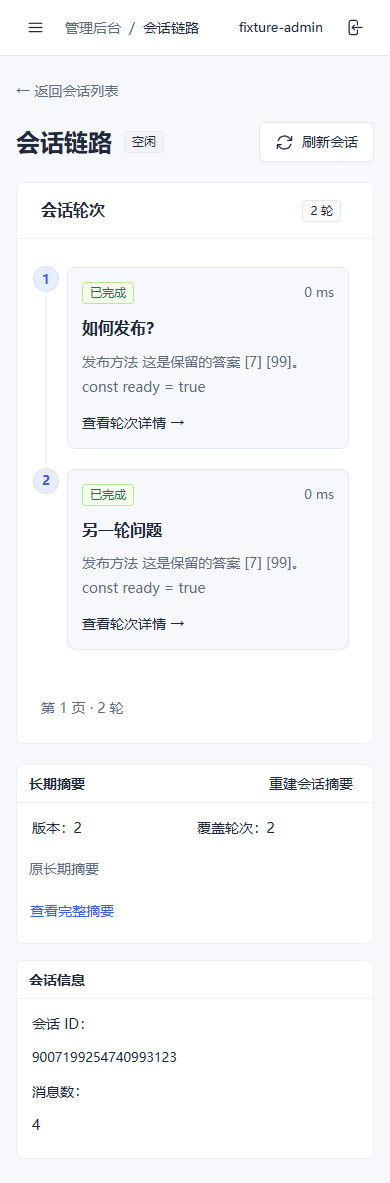 管理后台 / 会话链路 fixture-admin
← 返回会话列表
会话链路 空闲 刷新会话
会话轮次 2 轮
1 已完成 0 ms
如何发布？
发布方法 这是保留的答案 [7] [99]。
const ready = true
查看轮次详情 →
2 已完成 0 ms
另一轮问题
发布方法 这是保留的答案 [7] [99]。
const ready = true
查看轮次详情 →
第 1 页 · 2 轮
长期摘要 重建会话摘要
版本：2 覆盖轮次：2
原长期摘要
查看完整摘要
会话信息
会话 ID：
9007199254740993123
消息数：
4